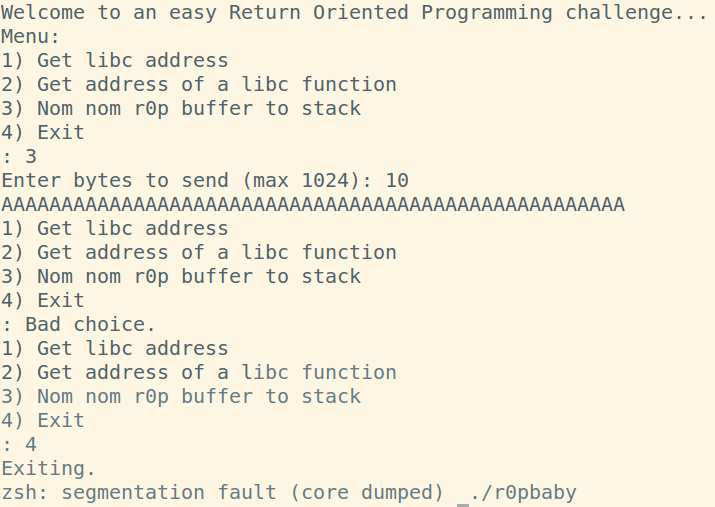 Welcome to an easy Return Oriented Programming challenge...
Menu:
1) Get libc address
2) Get address of a libc function
3) Nom nom r0p buffer to stack
4) Exit
: 3
Enter bytes to send (max 1024): 10
AAAAAAAAAAAAAAAAAAAAAAAAAAAAAAAAAAAAAAAAAAAAAAAAAAAA
1) Get libc address
2) Get address of a libc function
3) Nom nom r0p buffer to stack
4) Exit
: Bad choice.
1) Get libc address
2) Get address of a libc function
3) Nom nom r0p buffer to stack
4) Exit
: 4
Exiting.
zsh: segmentation fault (core dumped)  ./r0pbaby